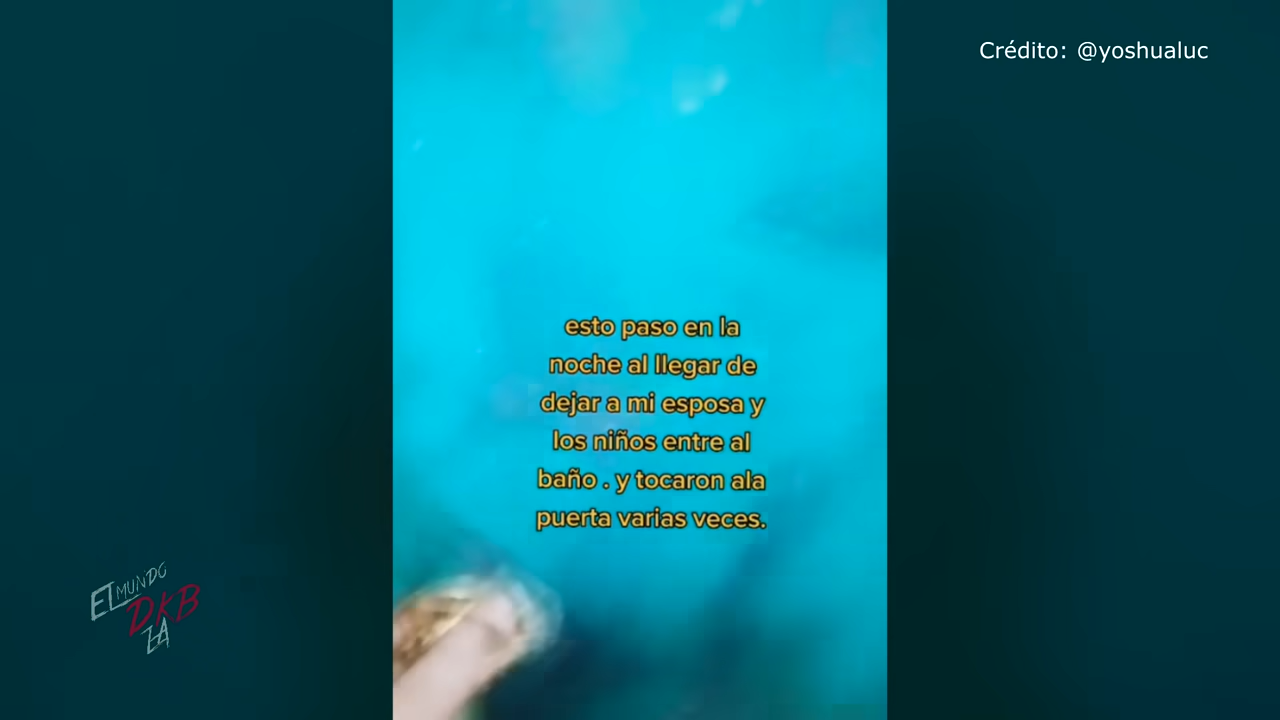 Crédito: @yoshualuc
esto paso en la
noche al llegar de
dejar a mi esposa y
los niños entre al
baño . y tocaron ala
puerta varias veces.
EL MUNDO
DKB
ZA